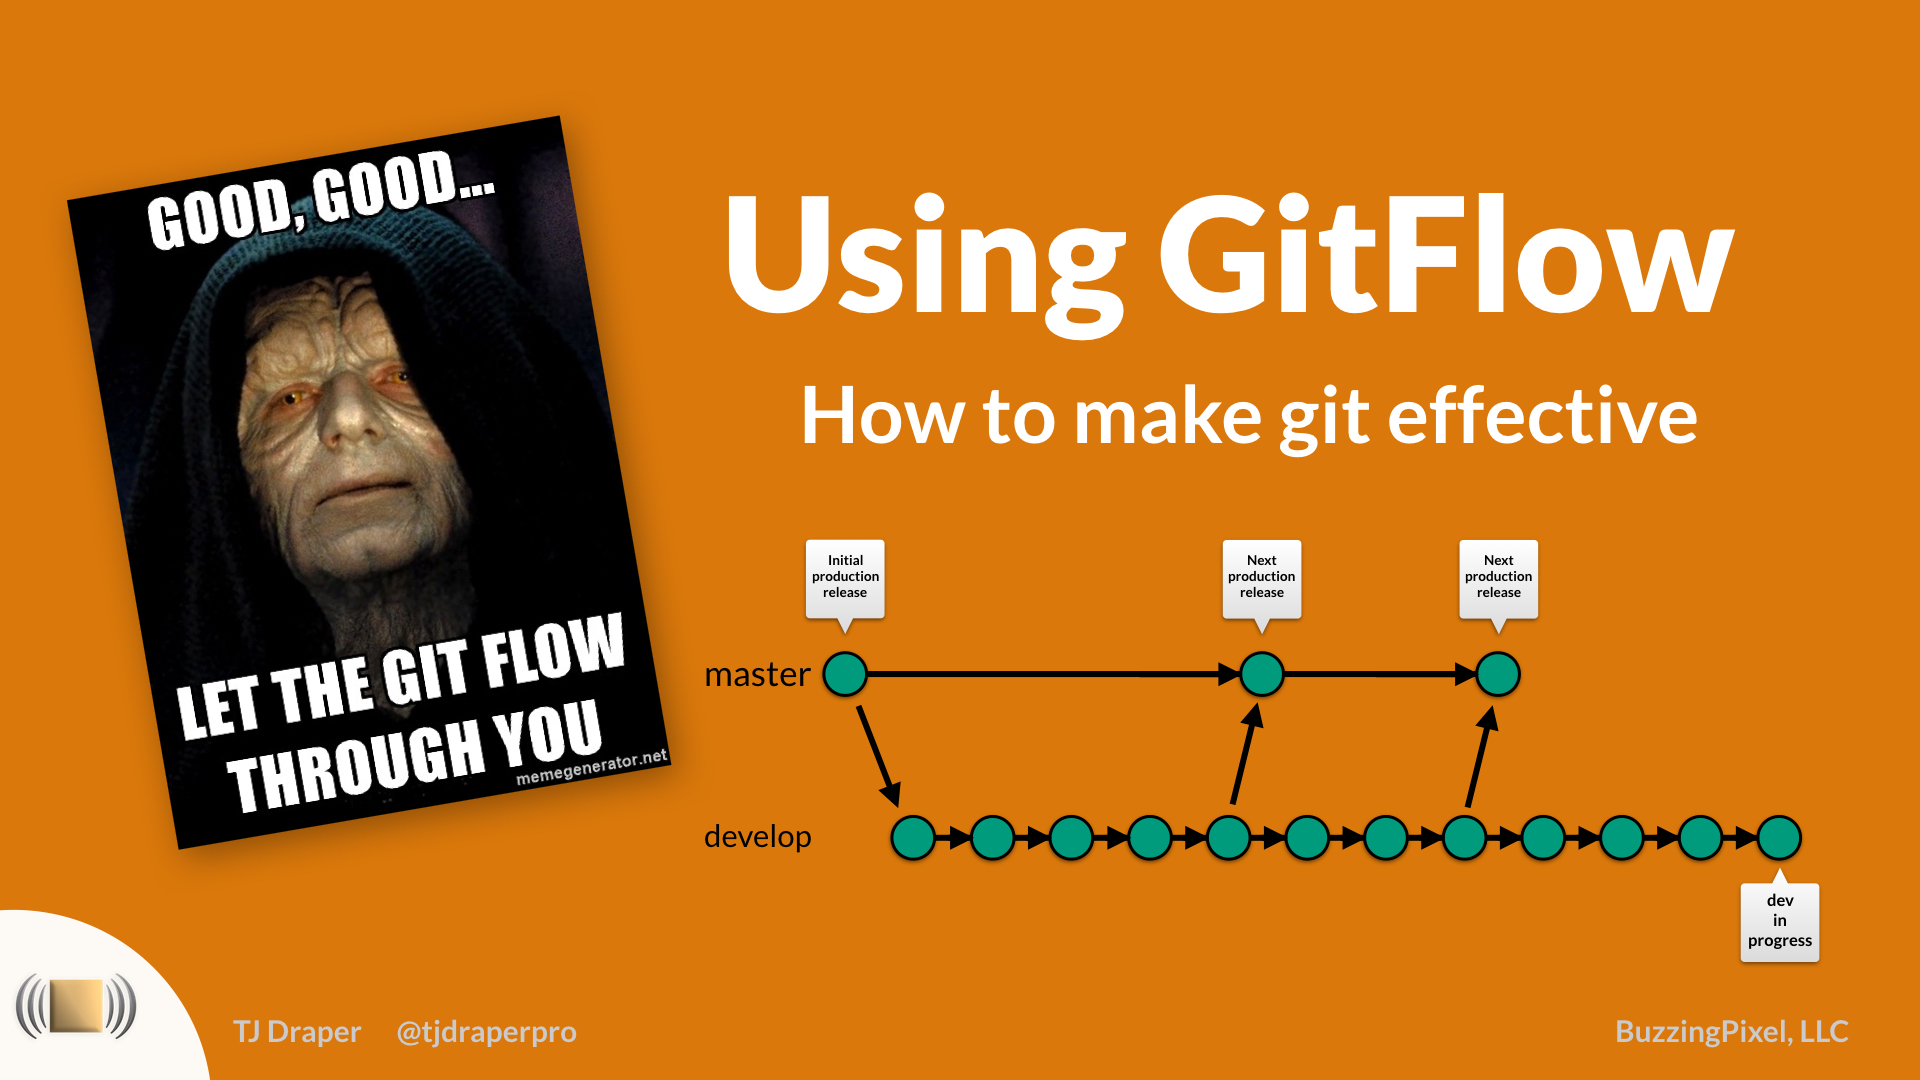 GOOD, GOOD...
LET THE GIT FLOW
THROUGH YOU
memegenerator.net
Using GitFlow
How to make git effective
Initial
production
release
Next
production
release
Next
production
release
master
develop
dev
in
progress
TJ Draper @tjdraperpro
BuzzingPixel, LLC